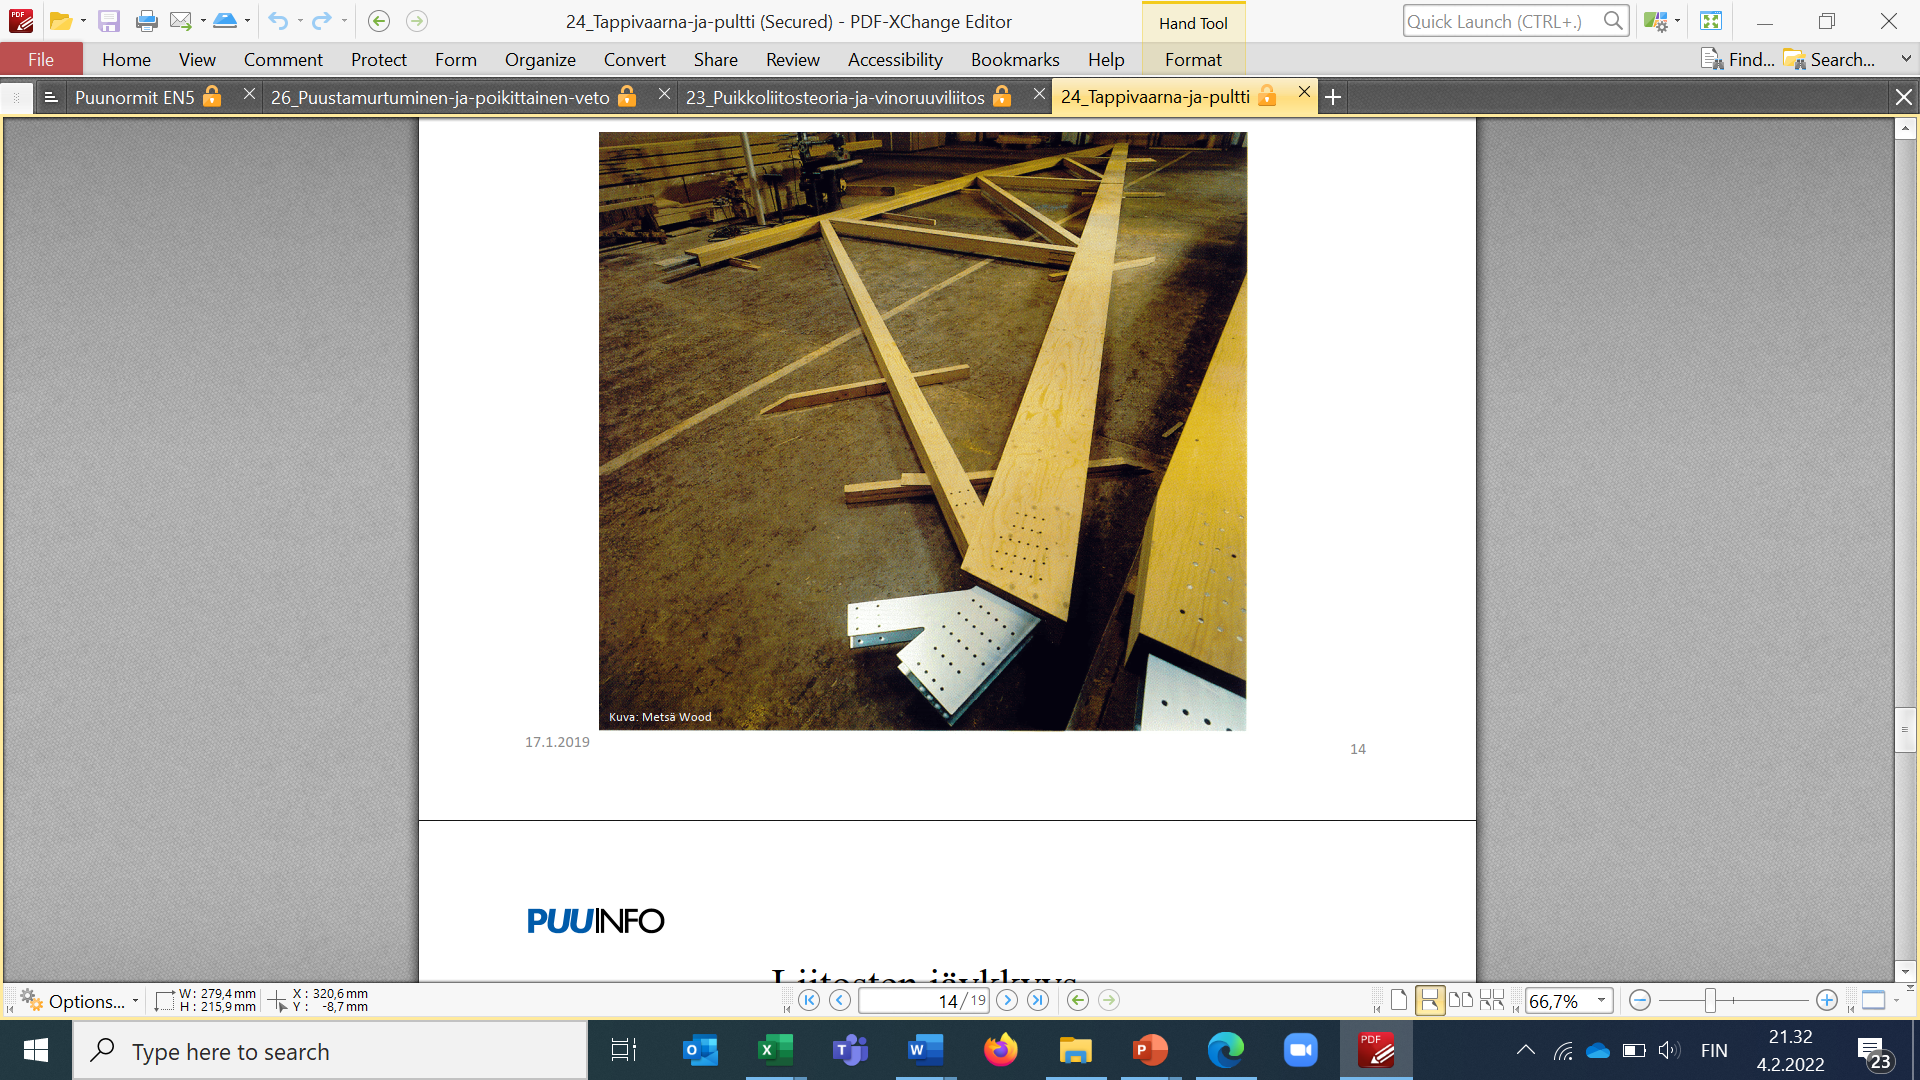 24_Tappivaarna-ja-pultti (Secured) - PDF-XChange Editor
Hand Tool
Quick Launch (CTRL+.)
File
Home
View
Comment
Protect
Form
Organize
Convert
Share
Review
Accessibility
Bookmarks
Help
Format
Find...
Search...
Puunormit EN5
26_Puustamurtuminen-ja-poikittainen-veto
23_Puikkoliitosteoria-ja-vinoruuviliitos
24_Tappivaarna-ja-pultti
Kuva: Metsä Wood
17.1.2019
14
PUUINFO
Liitosten jäykkyys
Options...
W: 279,4 mm
H: 215,9 mm
X: 320,6 mm
Y: -8,7 mm
14 / 19
66,7%
Type here to search
FIN
21.32
4.2.2022
23